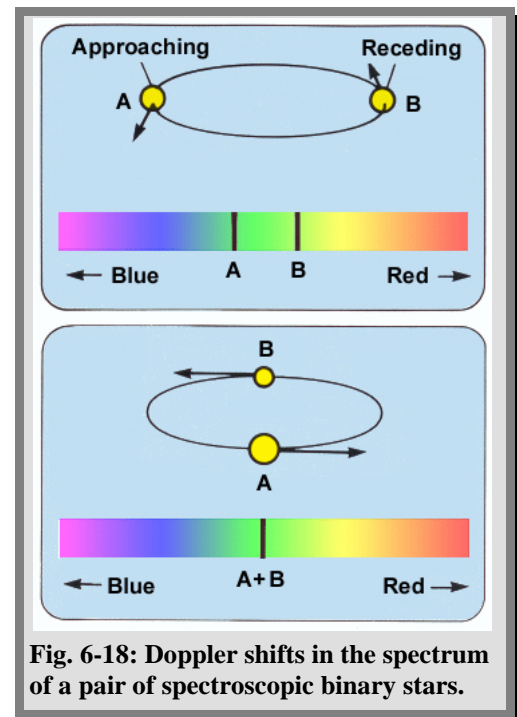 Approaching Receding
A B
A B
← Blue Red →
B
A
A+B
← Blue Red →
Fig. 6-18: Doppler shifts in the spectrum
of a pair of spectroscopic binary stars.